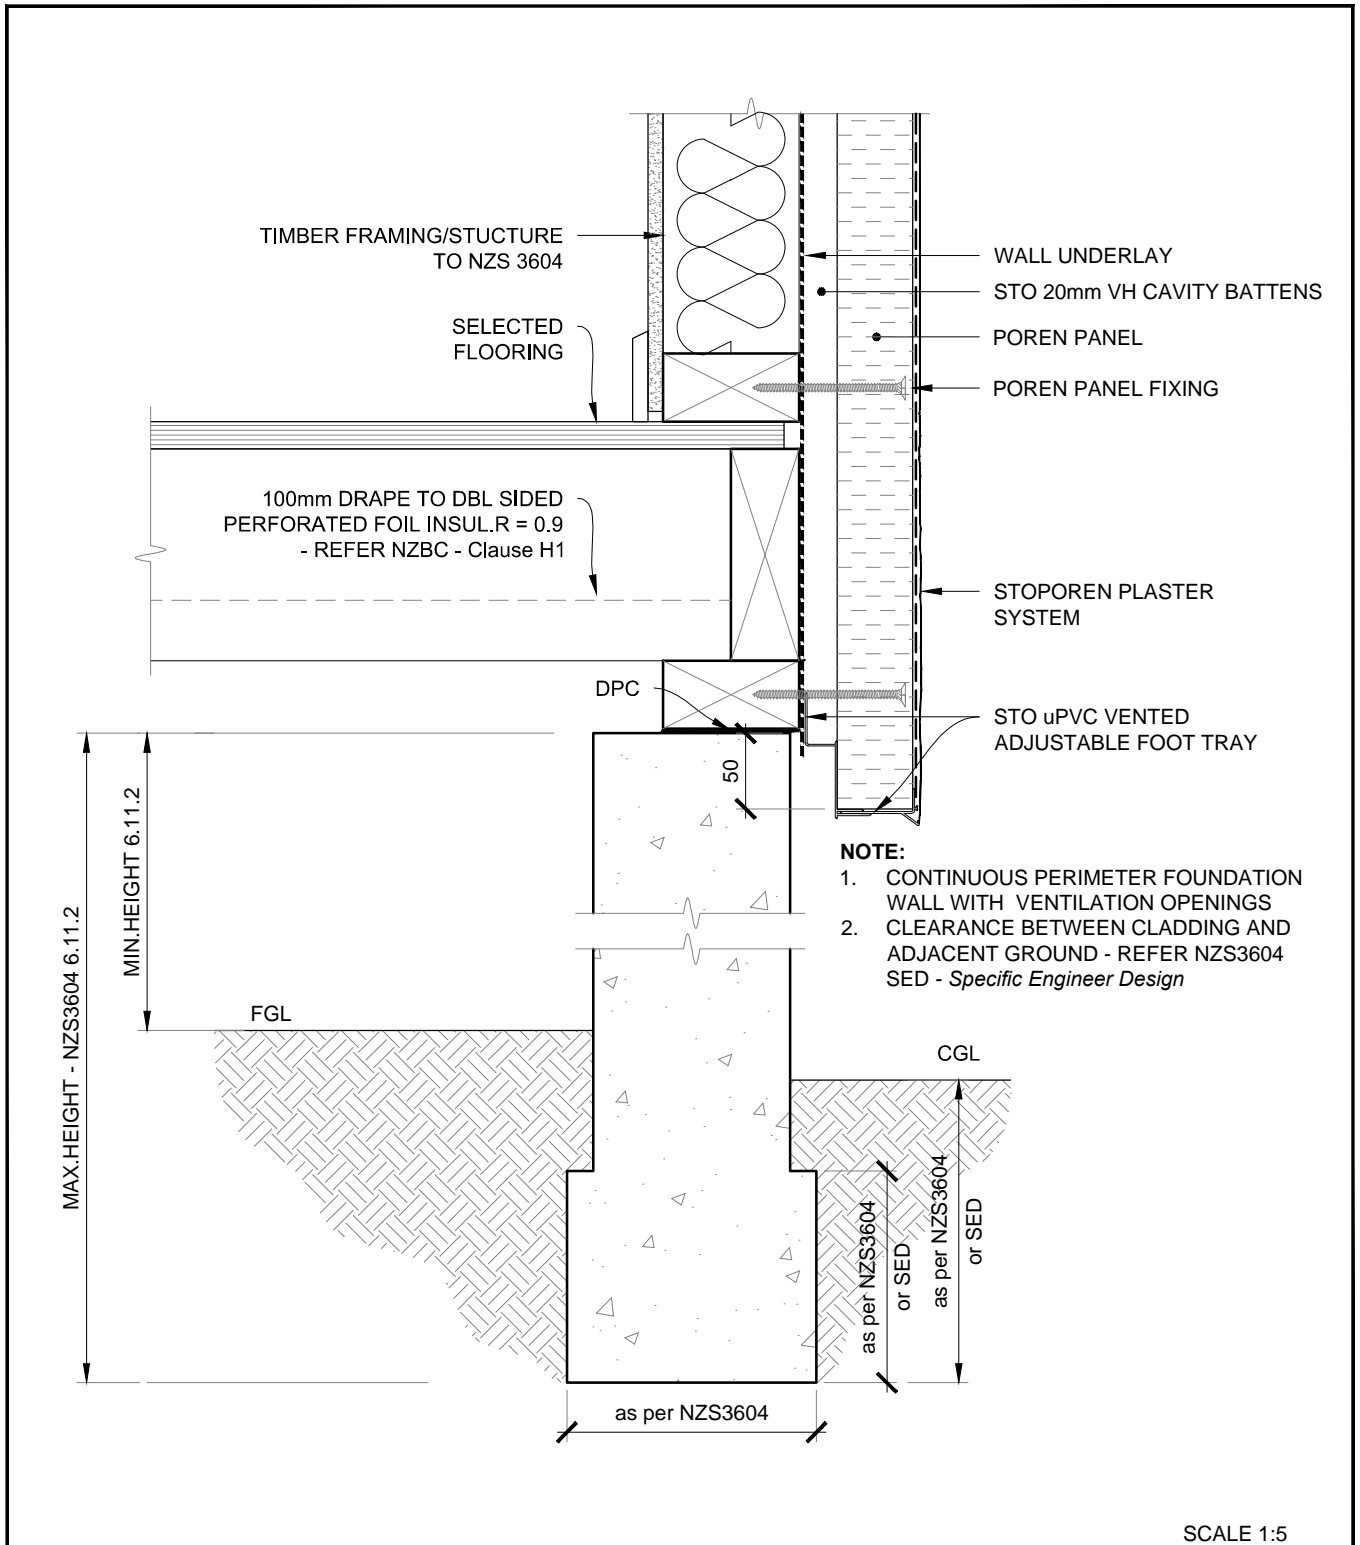 TIMBER FRAMING/STUCTURE
TO NZS 3604
SELECTED
FLOORING
100mm DRAPE TO DBL SIDED
PERFORATED FOIL INSUL.R = 0.9
- REFER NZBC - Clause H1
DPC
WALL UNDERLAY
STO 20mm VH CAVITY BATTENS
POREN PANEL
POREN PANEL FIXING
STOPOREN PLASTER
SYSTEM
STO uPVC VENTED
ADJUSTABLE FOOT TRAY
50
NOTE:
1. CONTINUOUS PERIMETER FOUNDATION
WALL WITH VENTILATION OPENINGS
2. CLEARANCE BETWEEN CLADDING AND
ADJACENT GROUND - REFER NZS3604
SED - Specific Engineer Design
MAX.HEIGHT - NZS3604 6.11.2
MIN.HEIGHT 6.11.2
FGL
CGL
as per NZS3604
or SED
as per NZS3604
or SED
as per NZS3604
SCALE 1:5